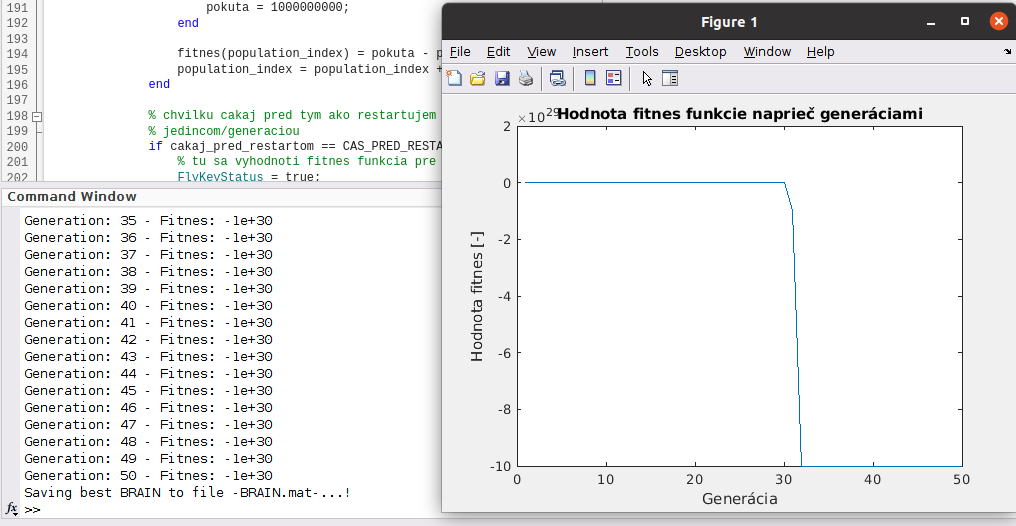 191 pokuta = 1000000000;
192 end
193
194 fitnes(population_index) = pokuta - p
195 population_index = population_index +
196 end
197
198 % chvilku cakaj pred tym ako restartujem
199 % jedincom/generaciou
200 if cakaj_pred_restartom == CAS_PRED_RESTA
201 % tu sa vyhodnoti fitnes funkcia pre
202 FlyKeyStatus = true;
Command Window
Generation: 35 - Fitnes: -1e+30
Generation: 36 - Fitnes: -1e+30
Generation: 37 - Fitnes: -1e+30
Generation: 38 - Fitnes: -1e+30
Generation: 39 - Fitnes: -1e+30
Generation: 40 - Fitnes: -1e+30
Generation: 41 - Fitnes: -1e+30
Generation: 42 - Fitnes: -1e+30
Generation: 43 - Fitnes: -1e+30
Generation: 44 - Fitnes: -1e+30
Generation: 45 - Fitnes: -1e+30
Generation: 46 - Fitnes: -1e+30
Generation: 47 - Fitnes: -1e+30
Generation: 48 - Fitnes: -1e+30
Generation: 49 - Fitnes: -1e+30
Generation: 50 - Fitnes: -1e+30
Saving best BRAIN to file -BRAIN.mat-...!
fx >>
Figure 1
File Edit View Insert Tools Desktop Window Help
×10^29
Hodnota fitnes funkcie naprieč generáciami
2
0
-2
-4
-6
-8
-10
Hodnota fitnes [-]
0 10 20 30 40 50
Generácia